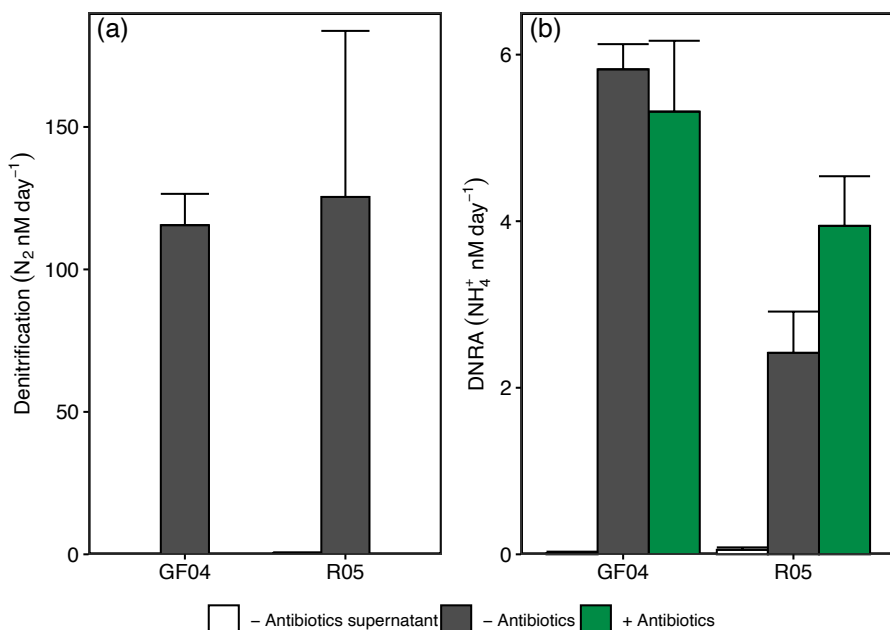 (a)
Denitrification (N₂ nM day⁻¹)
150
100
50
0
GF04 R05
(b)
DNRA (NH₄⁺ nM day⁻¹)
6
4
2
0
GF04 R05
− Antibiotics supernatant − Antibiotics + Antibiotics